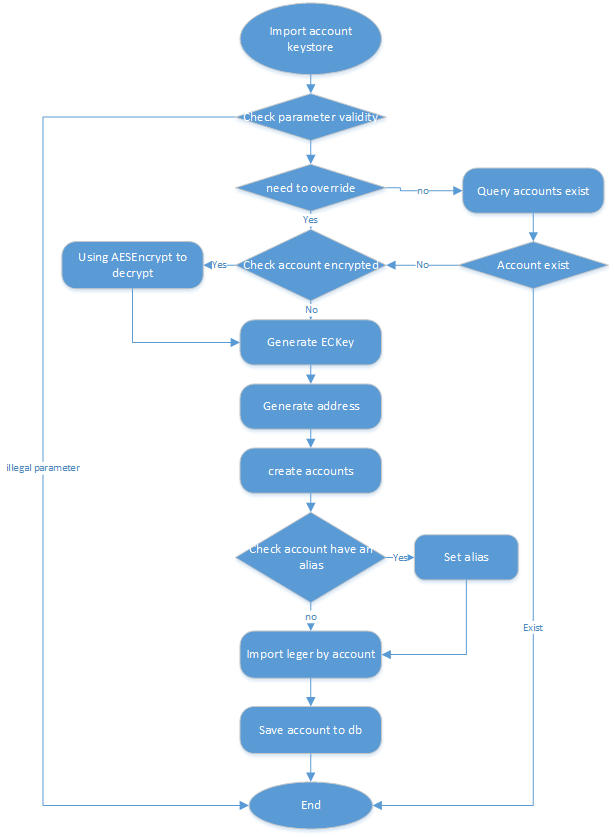 Import account
keystore
Check parameter validity
need to override
no
Query accounts exist
Yes
Using AESEncrypt to
decrypt
Yes
Check account encrypted
No
Account exist
No
Generate ECKey
Generate address
illegal parameter
create accounts
Check account have an
alias
Yes
Set alias
no
Exist
Import leger by account
Save account to db
End